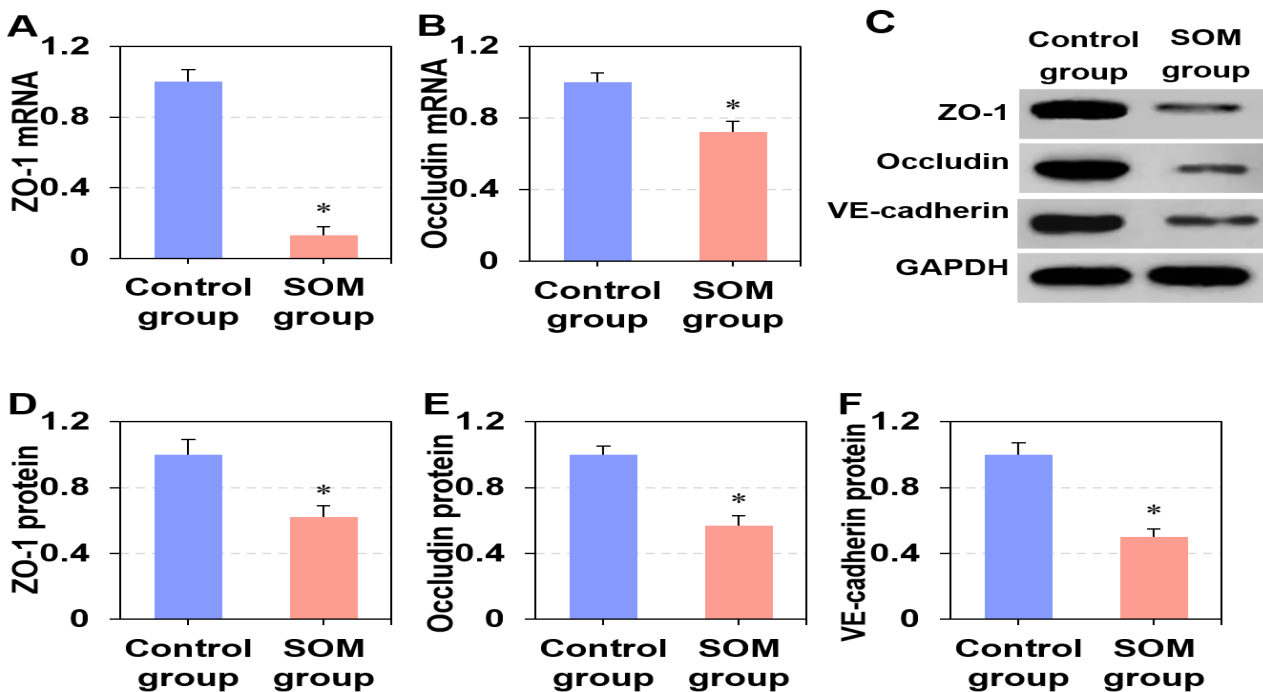 A
1.2
0.8
0.4
0
ZO-1 mRNA
*
Control
group
SOM
group
B
1.2
0.8
0.4
0
Occludin mRNA
*
Control
group
SOM
group
C
Control
group
SOM
group
ZO-1
Occludin
VE-cadherin
GAPDH
D
1.2
0.8
0.4
0
ZO-1 protein
*
Control
group
SOM
group
E
1.2
0.8
0.4
0
Occludin protein
*
Control
group
SOM
group
F
1.2
0.8
0.4
0
VE-cadherin protein
*
Control
group
SOM
group